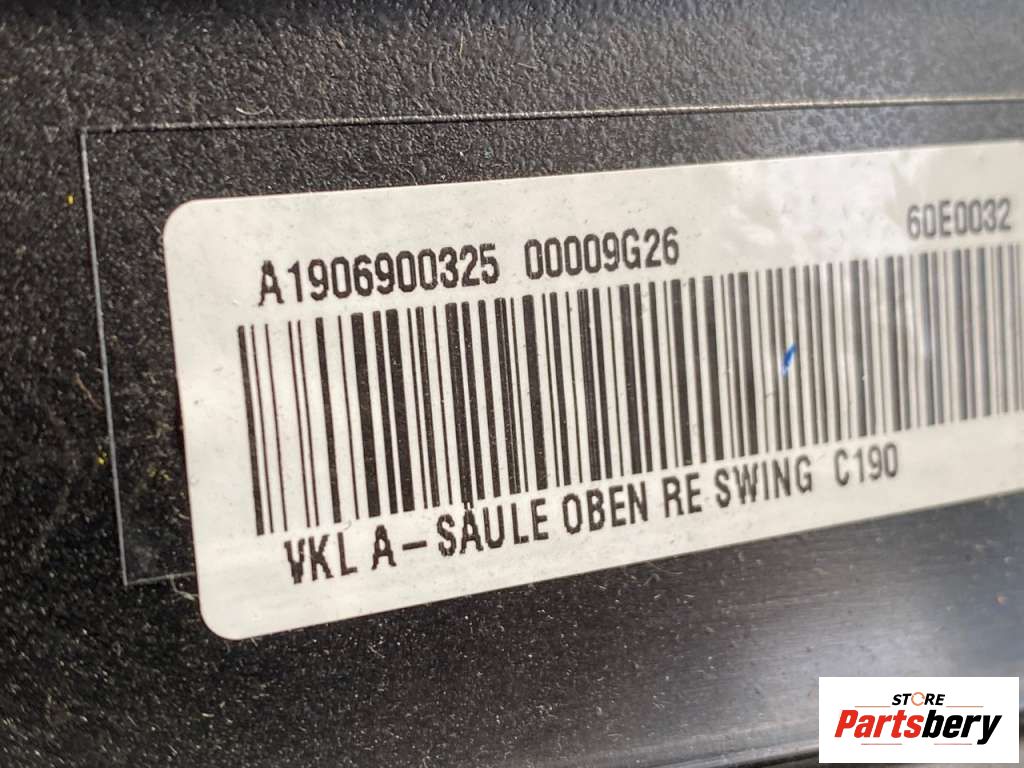 A1906900325 00009G26 60E0032
VKL A-SÄULE OBEN RE SWING C190
STORE
Partsbery